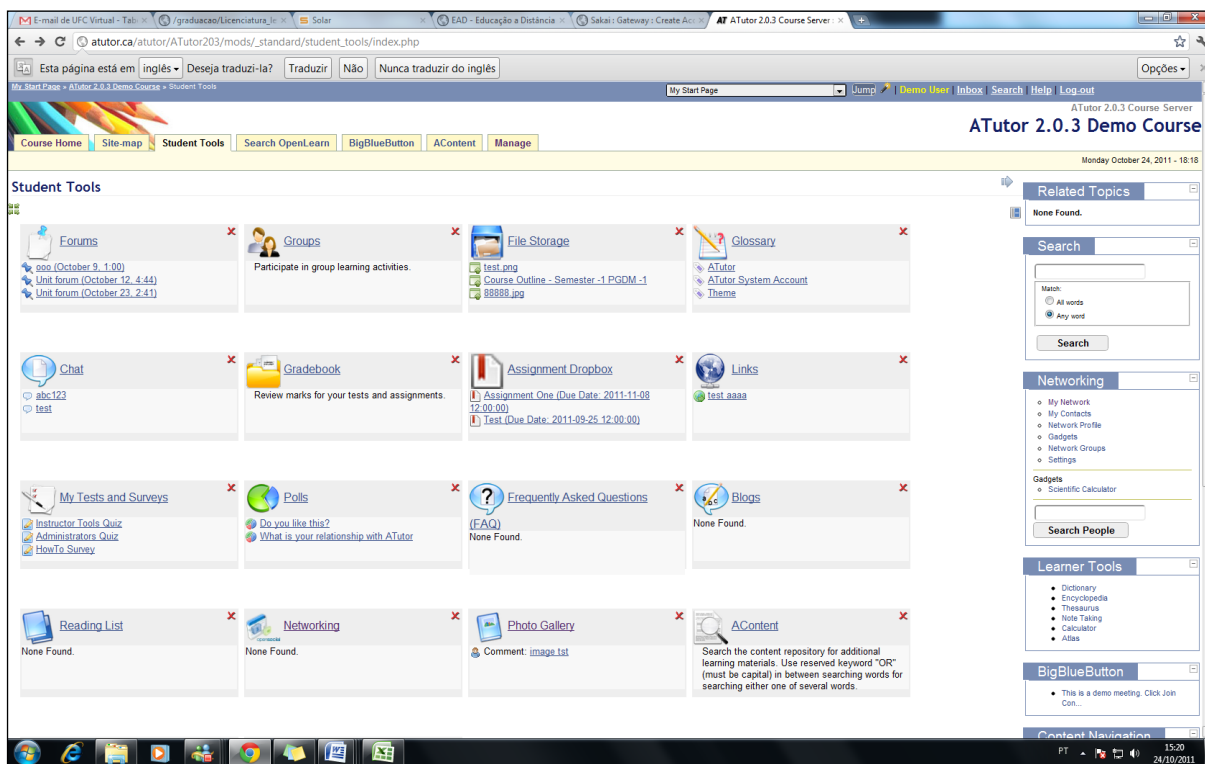 E-mail de UFC Virtual - Tab
/graduacao/Licenciatura_le
Solar
EAD - Educação a Distância
Sakai : Gateway : Create Acc
AT ATutor 2.0.3 Course Server :
atutor.ca/atutor/ATutor203/mods/_standard/student_tools/index.php
Esta página está em inglês Deseja traduzi-la? Traduzir Não Nunca traduzir do inglês Opções
My Start Page » ATutor 2.0.3 Demo Course » Student Tools
My Start Page Jump | Demo User | Inbox | Search | Help | Log-out
ATutor 2.0.3 Course Server
ATutor 2.0.3 Demo Course
Course Home Site-map Student Tools Search OpenLearn BigBlueButton AContent Manage
Monday October 24, 2011 - 18:18
Student Tools
Forums
ooo (October 9, 1:00)
Unit forum (October 12, 4:44)
Unit forum (October 23, 2:41)
Groups
Participate in group learning activities.
File Storage
test.png
Course Outline - Semester -1 PGDM -1
88888.jpg
Glossary
ATutor
ATutor System Account
Theme
Chat
abc123
test
Gradebook
Review marks for your tests and assignments.
Assignment Dropbox
Assignment One (Due Date: 2011-11-08
12:00:00)
Test (Due Date: 2011-09-25 12:00:00)
Links
test aaaa
My Tests and Surveys
Instructor Tools Quiz
Administrators Quiz
HowTo Survey
Polls
Do you like this?
What is your relationship with ATutor
Frequently Asked Questions
(FAQ)
None Found.
Blogs
None Found.
Reading List
None Found.
Networking
None Found.
Photo Gallery
Comment: image tst
AContent
Search the content repository for additional
learning materials. Use reserved keyword "OR"
(must be capital) in between searching words for
searching either one of several words.
Related Topics
None Found.
Search
Match:
All words
Any word
Search
Networking
My Network
My Contacts
Network Profile
Gadgets
Network Groups
Settings
Gadgets
Scientific Calculator
Search People
Learner Tools
Dictionary
Encyclopedia
Thesaurus
Note Taking
Calculator
Atlas
BigBlueButton
This is a demo meeting. Click Join
Con...
Content Navigation
PT
15:20
24/10/2011